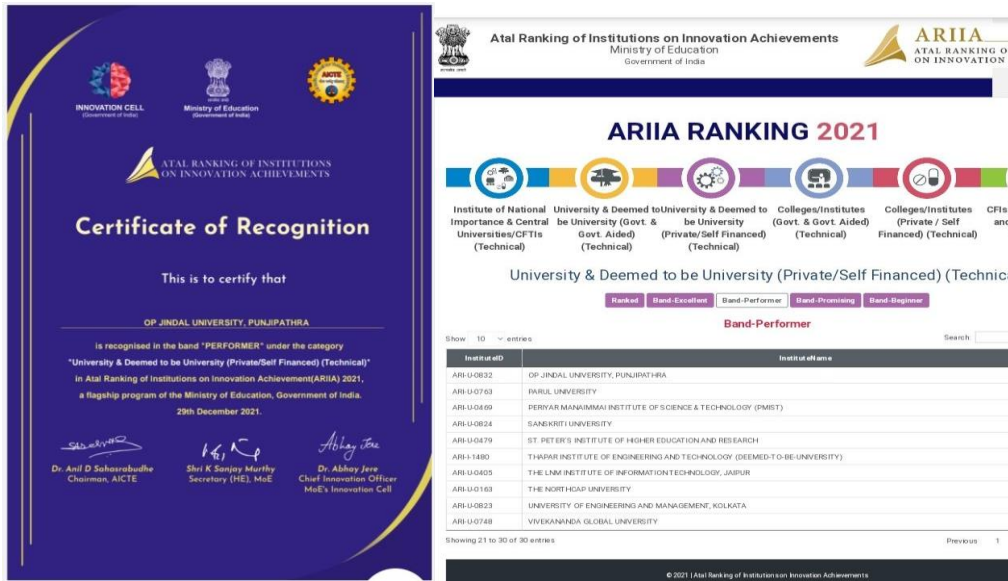 INNOVATION CELL
(Government of India)
Ministry of Education
(Government of India)
AICTE
ATAL RANKING OF INSTITUTIONS
ON INNOVATION ACHIEVEMENTS
Certificate of Recognition
This is to certify that
OP JINDAL UNIVERSITY, PUNJIPATHRA
is recognised in the band "PERFORMER" under the category
"University & Deemed to be University (Private/Self Financed) (Technical)"
in Atal Ranking of Institutions on Innovation Achievement(ARIIA) 2021,
a flagship program of the Ministry of Education, Government of India.
29th December 2021.
Abhay Jere
Dr. Anil D Sahasrabudhe
Chairman, AICTE
Shri K Sanjay Murthy
Secretary (HE), MoE
Dr. Abhay Jere
Chief Innovation Officer
MoE's Innovation Cell
Atal Ranking of Institutions on Innovation Achievements
Ministry of Education
Government of India
ARIIA
ATAL RANKING O
ON INNOVATION
ARIIA RANKING 2021
Institute of National
Importance & Central
Universities/CFTIs
(Technical)
University & Deemed to
be University (Govt. &
Govt. Aided)
(Technical)
University & Deemed to
be University
(Private/Self Financed)
(Technical)
Colleges/Institutes
(Govt. & Govt. Aided)
(Technical)
Colleges/Institutes
(Private / Self
Financed) (Technical)
CFIs
an
University & Deemed to be University (Private/Self Financed) (Technic
Ranked Band-Excellent Band-Performer Band-Promising Band-Beginner
Band-Performer
Show 10 entries Search
InstituteID InstituteName
ARI-U-0832 OP JINDAL UNIVERSITY, PUNJIPATHRA
ARI-U-0763 PARUL UNIVERSITY
ARI-U-0469 PERIYAR MANAIMMAI INSTITUTE OF SCIENCE & TECHNOLOGY (PMIST)
ARI-U-0824 SANSKRITI UNIVERSITY
ARI-U-0479 ST. PETER'S INSTITUTE OF HIGHER EDUCATION AND RESEARCH
ARI-I-1480 THAPAR INSTITUTE OF ENGINEERING AND TECHNOLOGY (DEEMED-TO-BE-UNIVERSITY)
ARI-U-0405 THE LNM INSTITUTE OF INFORMATION TECHNOLOGY, JAIPUR
ARI-U-0163 THE NORTHCAP UNIVERSITY
ARI-U-0823 UNIVERSITY OF ENGINEERING AND MANAGEMENT, KOLKATA
ARI-U-0748 VIVEKANANDA GLOBAL UNIVERSITY
Showing 21 to 30 of 30 entries Previous 1
© 2021 | Atal Ranking of Institutions on Innovation Achievements